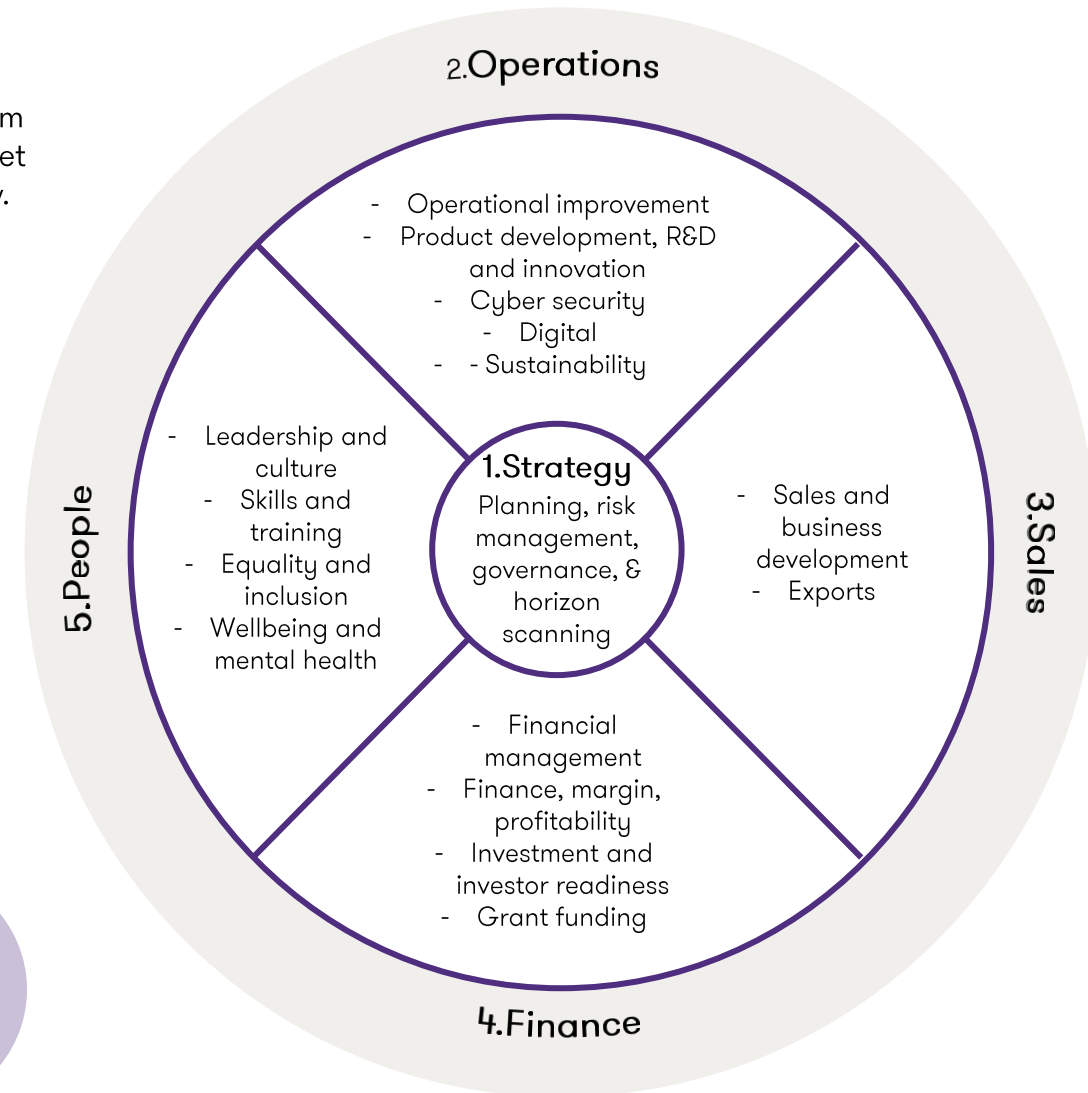 m
et
y.
2.Operations
- Operational improvement
- Product development, R&D
and innovation
- Cyber security
- Digital
- - Sustainability
1.Strategy
Planning, risk
management,
governance, &
horizon
scanning
3.Sales
- Sales and
business
development
- Exports
4.Finance
- Financial
management
- Finance, margin,
profitability
- Investment and
investor readiness
- Grant funding
5.People
- Leadership and
culture
- Skills and
training
- Equality and
inclusion
- Wellbeing and
mental health